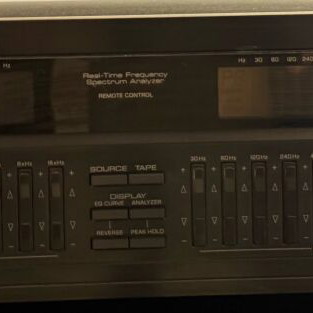 Hz
Hz 30 60 120 240
Real-Time Frequency
Spectrum Analyzer
REMOTE CONTROL
8kHz 16kHz
SOURCE TAPE
30Hz 60Hz 120Hz 240Hz
DISPLAY
EQ CURVE ANALYZER
REVERSE PEAK HOLD